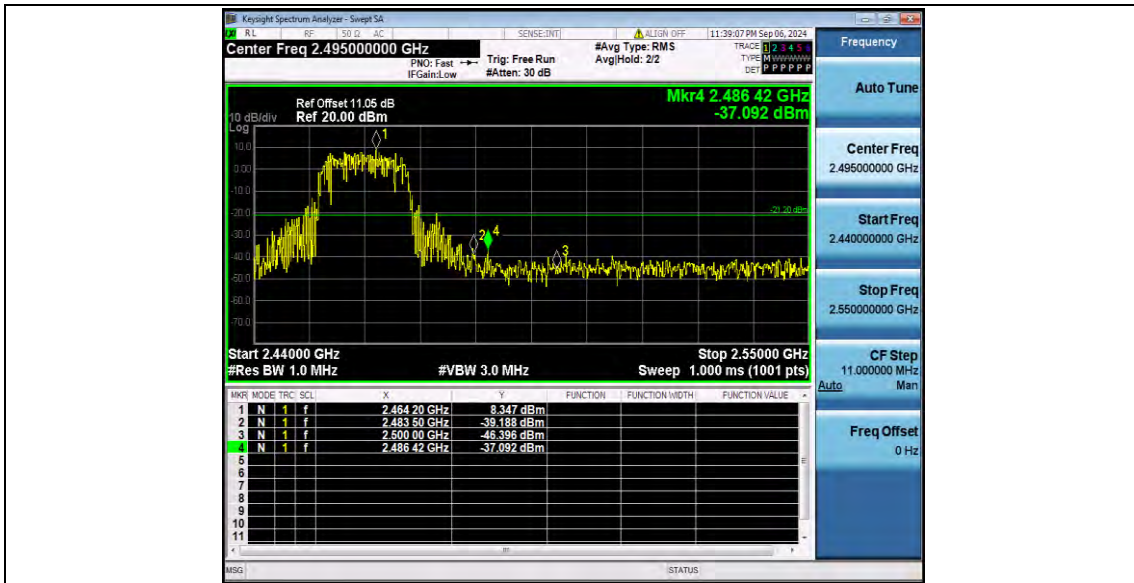 Keysight Spectrum Analyzer - Swept SA
RL RF 50 Ω AC SENSE:INT ALIGN OFF 11:39:07 PM Sep 06, 2024
Center Freq 2.495000000 GHz
PNO: Fast
IFGain:Low
Trig: Free Run
#Atten: 30 dB
#Avg Type: RMS
Avg|Hold: 2/2
TRACE 1 2 3 4 5 6
TYPE M WWWWW
DET P P P P P P
Frequency
Auto Tune
Center Freq
2.495000000 GHz
Start Freq
2.440000000 GHz
Stop Freq
2.550000000 GHz
CF Step
11.000000 MHz
Auto Man
Freq Offset
0 Hz
Mkr4 2.486 42 GHz
-37.092 dBm
Ref Offset 11.05 dB
10 dB/div Ref 20.00 dBm
Log
10.0
0.00
-10.0
-20.0
-30.0
-40.0
-50.0
-60.0
-70.0
1
2
4
3
-21.20 dBm
Start 2.44000 GHz Stop 2.55000 GHz
#Res BW 1.0 MHz #VBW 3.0 MHz Sweep 1.000 ms (1001 pts)
MKR MODE TRC SCL X Y FUNCTION FUNCTION WIDTH FUNCTION VALUE
1 N 1 f 2.464 20 GHz 8.347 dBm
2 N 1 f 2.483 50 GHz -39.188 dBm
3 N 1 f 2.500 00 GHz -46.396 dBm
4 N 1 f 2.486 42 GHz -37.092 dBm
5
6
7
8
9
10
11
MSG STATUS